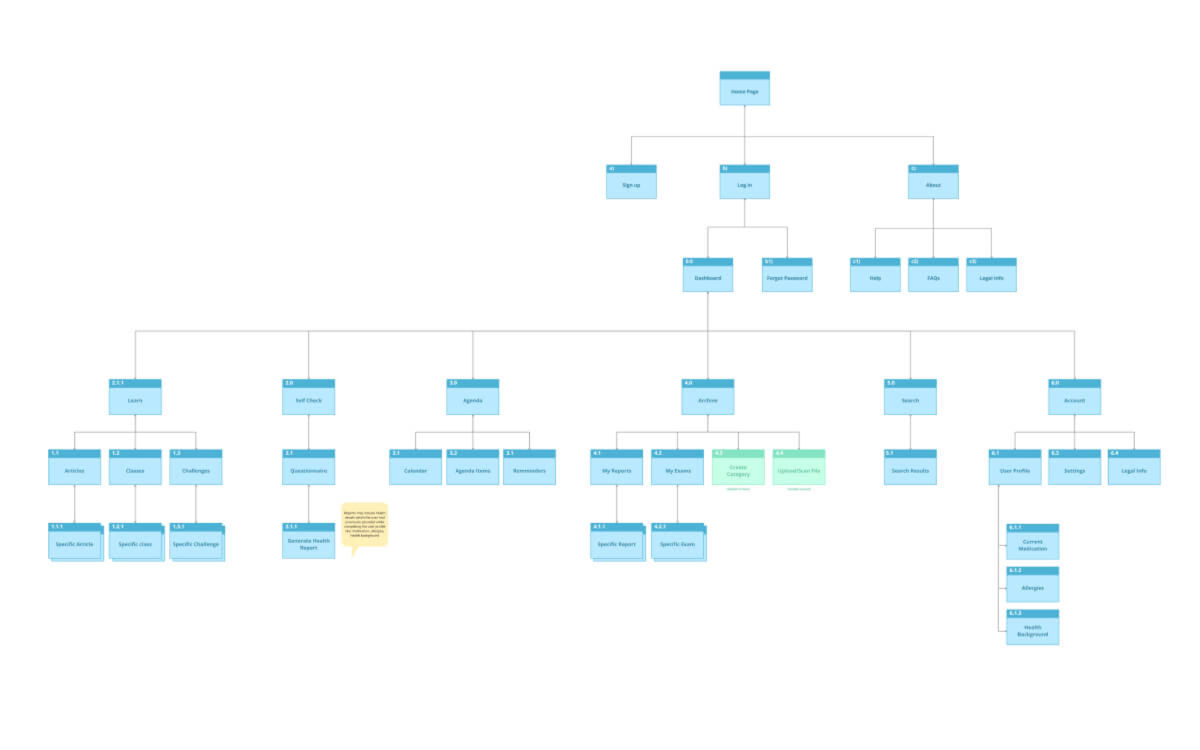 Home Page
a)
Sign up
b)
Log in
c)
About
0.0
Dashboard
b1)
Forgot Password
c1)
Help
c2)
FAQs
c3)
Legal Info
2.1.1
Learn
2.0
Self Check
3.0
Agenda
4.0
Archive
5.0
Search
6.0
Account
1.1
Articles
1.2
Classes
1.3
Challenges
2.1
Questionnaire
3.1
Calendar
3.2
Agenda Items
3.1
Remminders
4.1
My Reports
4.2
My Exams
4.3
Create
Category
4.4
Upload/Scan File
5.1
Search Results
6.1
User Profile
6.3
Settings
6.4
Legal Info
1.1.1
Specific Article
1.2.1
Specific class
1.3.1
Specific Challenge
2.1.1
Generate Health
Report
4.1.1
Specific Report
4.2.1
Specific Exam
6.1.1
Current
Medication
6.1.2
Allergies
6.1.3
Health
Background